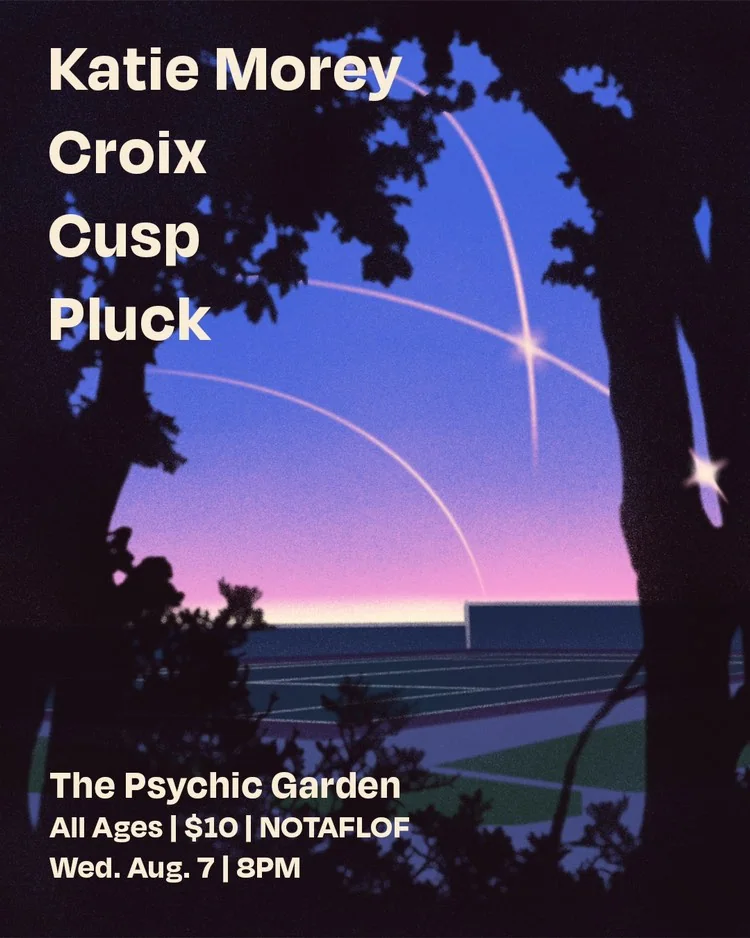 Katie Morey
Croix
Cusp
Pluck
The Psychic Garden
All Ages | $10 | NOTAFLOF
Wed. Aug. 7 | 8PM